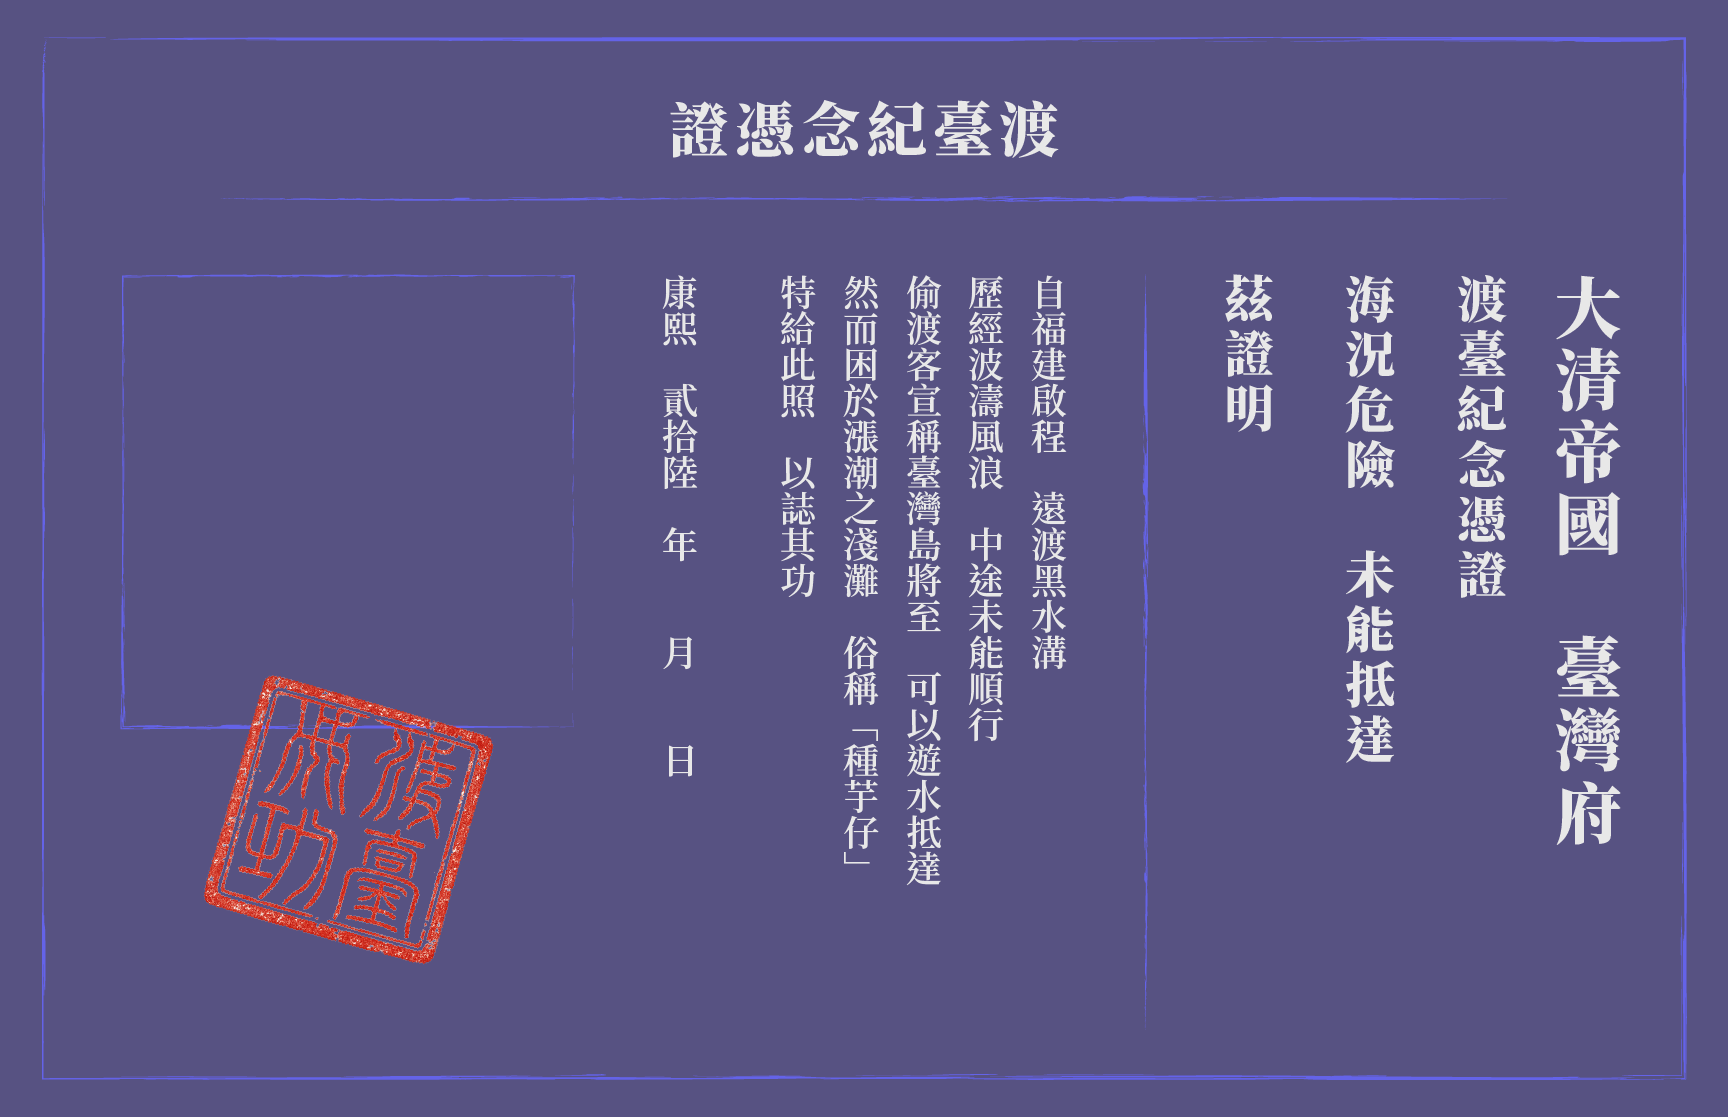 渡臺紀念憑證
大清帝國　臺灣府
渡臺紀念憑證
海況危險　未能抵達
茲證明
自福建啟程　遠渡黑水溝
歷經波濤風浪　中途未能順行
偷渡客宣稱臺灣島將至　可以遊水抵達
然而困於漲潮之淺灘　俗稱「種芋仔」
特給此照　以誌其功
康熙　貳拾陸　年　　月　　日
渡臺
無功